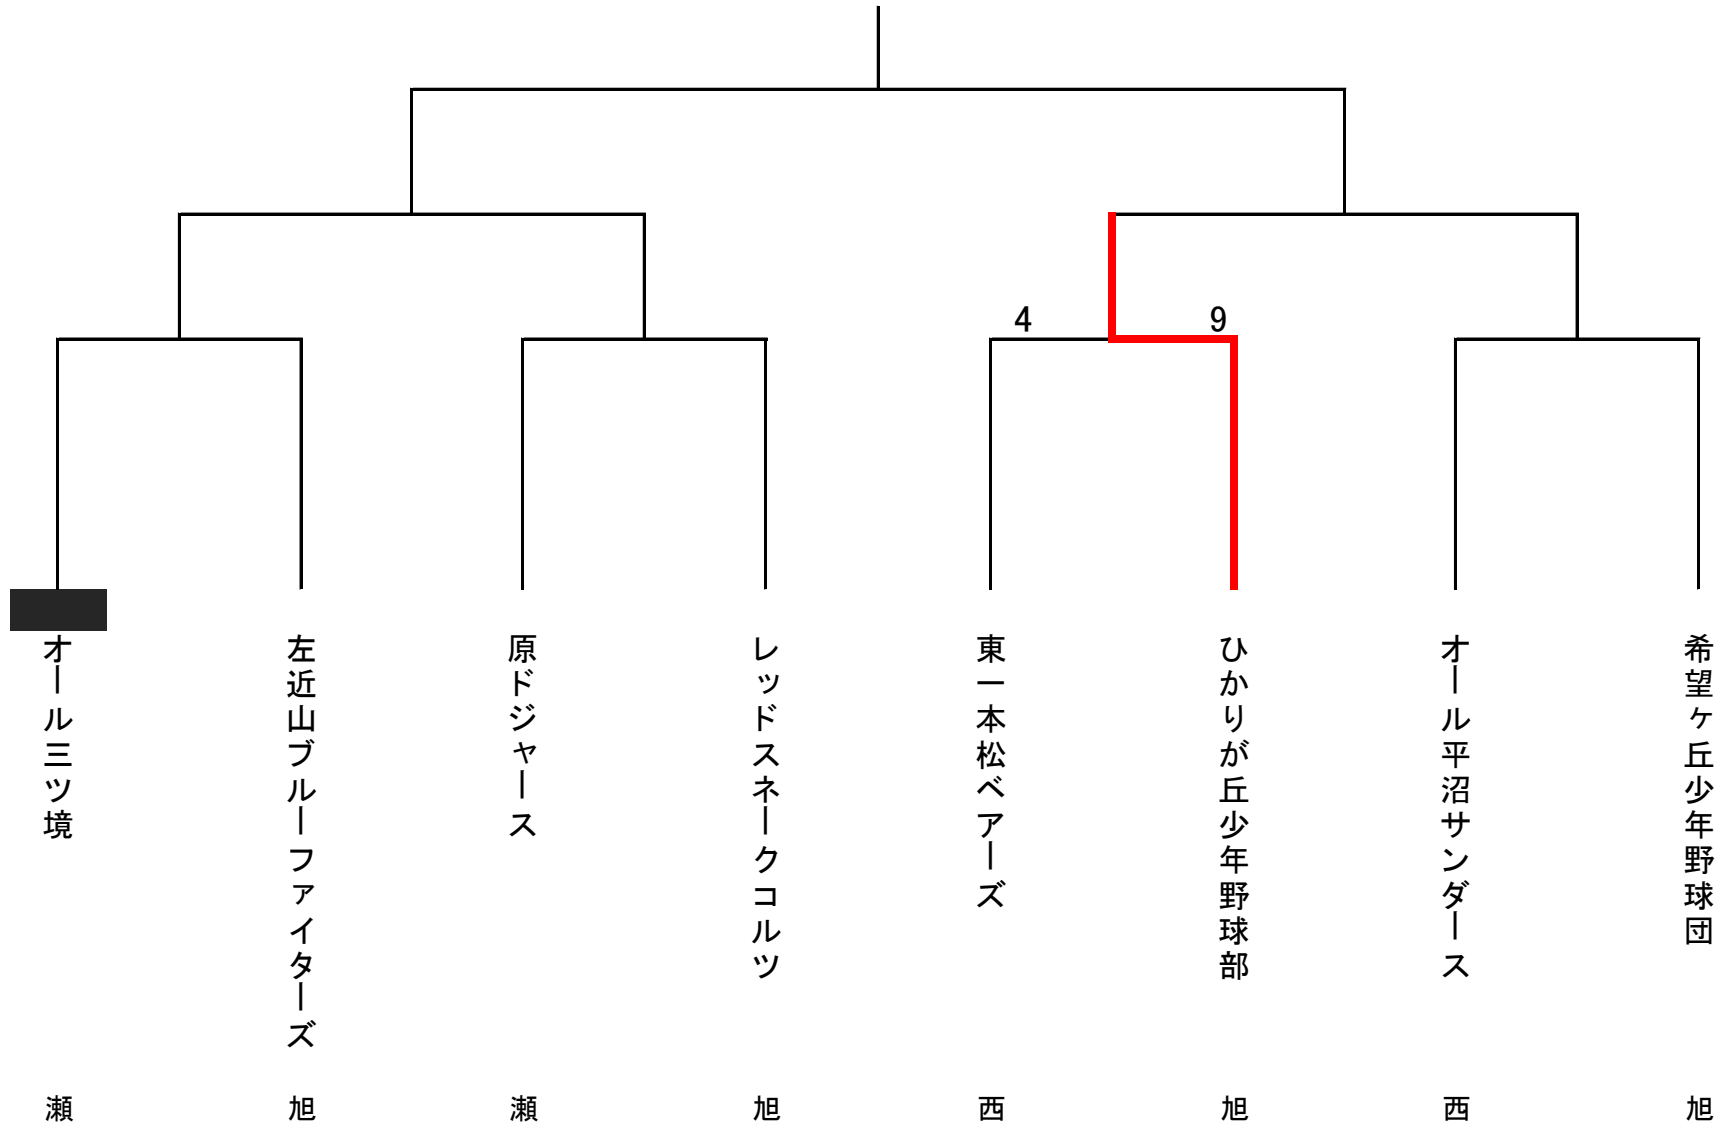 4
9
オール三ツ境
左近山ブルーファイターズ
原ドジャース
レッドスネークコルツ
東一本松ベアーズ
ひかりが丘少年野球部
オール平沼サンダース
希望ヶ丘少年野球団
瀬
旭
瀬
旭
西
旭
西
旭